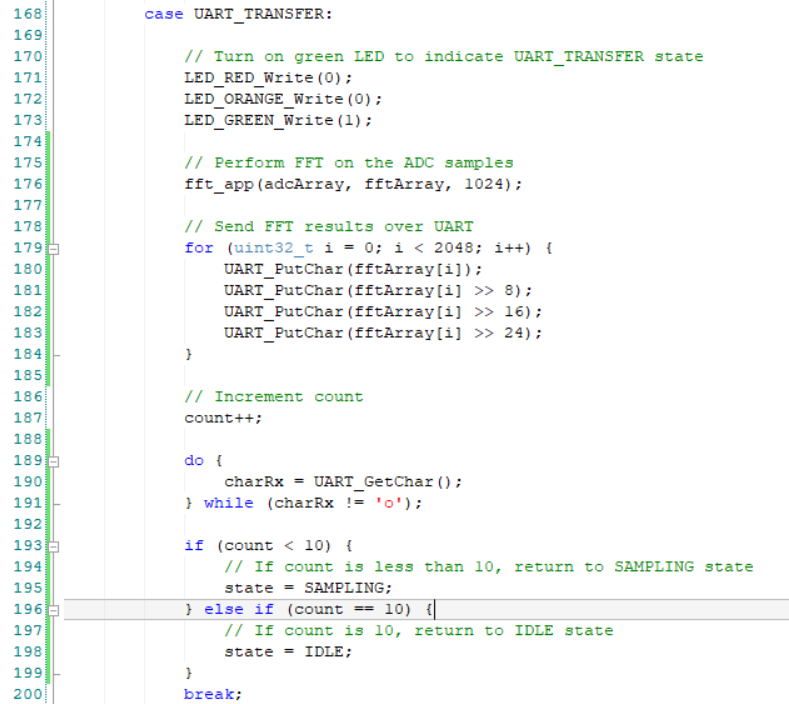 168 case UART_TRANSFER:
169
170 // Turn on green LED to indicate UART_TRANSFER state
171 LED_RED_Write(0);
172 LED_ORANGE_Write(0);
173 LED_GREEN_Write(1);
174
175 // Perform FFT on the ADC samples
176 fft_app(adcArray, fftArray, 1024);
177
178 // Send FFT results over UART
179 for (uint32_t i = 0; i < 2048; i++) {
180 UART_PutChar(fftArray[i]);
181 UART_PutChar(fftArray[i] >> 8);
182 UART_PutChar(fftArray[i] >> 16);
183 UART_PutChar(fftArray[i] >> 24);
184 }
185
186 // Increment count
187 count++;
188
189 do {
190 charRx = UART_GetChar();
191 } while (charRx != 'o');
192
193 if (count < 10) {
194 // If count is less than 10, return to SAMPLING state
195 state = SAMPLING;
196 } else if (count == 10) {
197 // If count is 10, return to IDLE state
198 state = IDLE;
199 }
200 break;